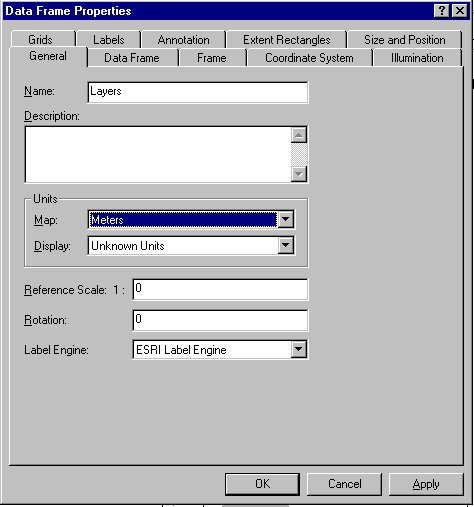 Data Frame Properties
Grids Labels Annotation Extent Rectangles Size and Position
General Data Frame Frame Coordinate System Illumination
Name: Layers
Description:
Units
Map: Meters
Display: Unknown Units
Reference Scale: 1 : 0
Rotation: 0
Label Engine: ESRI Label Engine
OK Cancel Apply